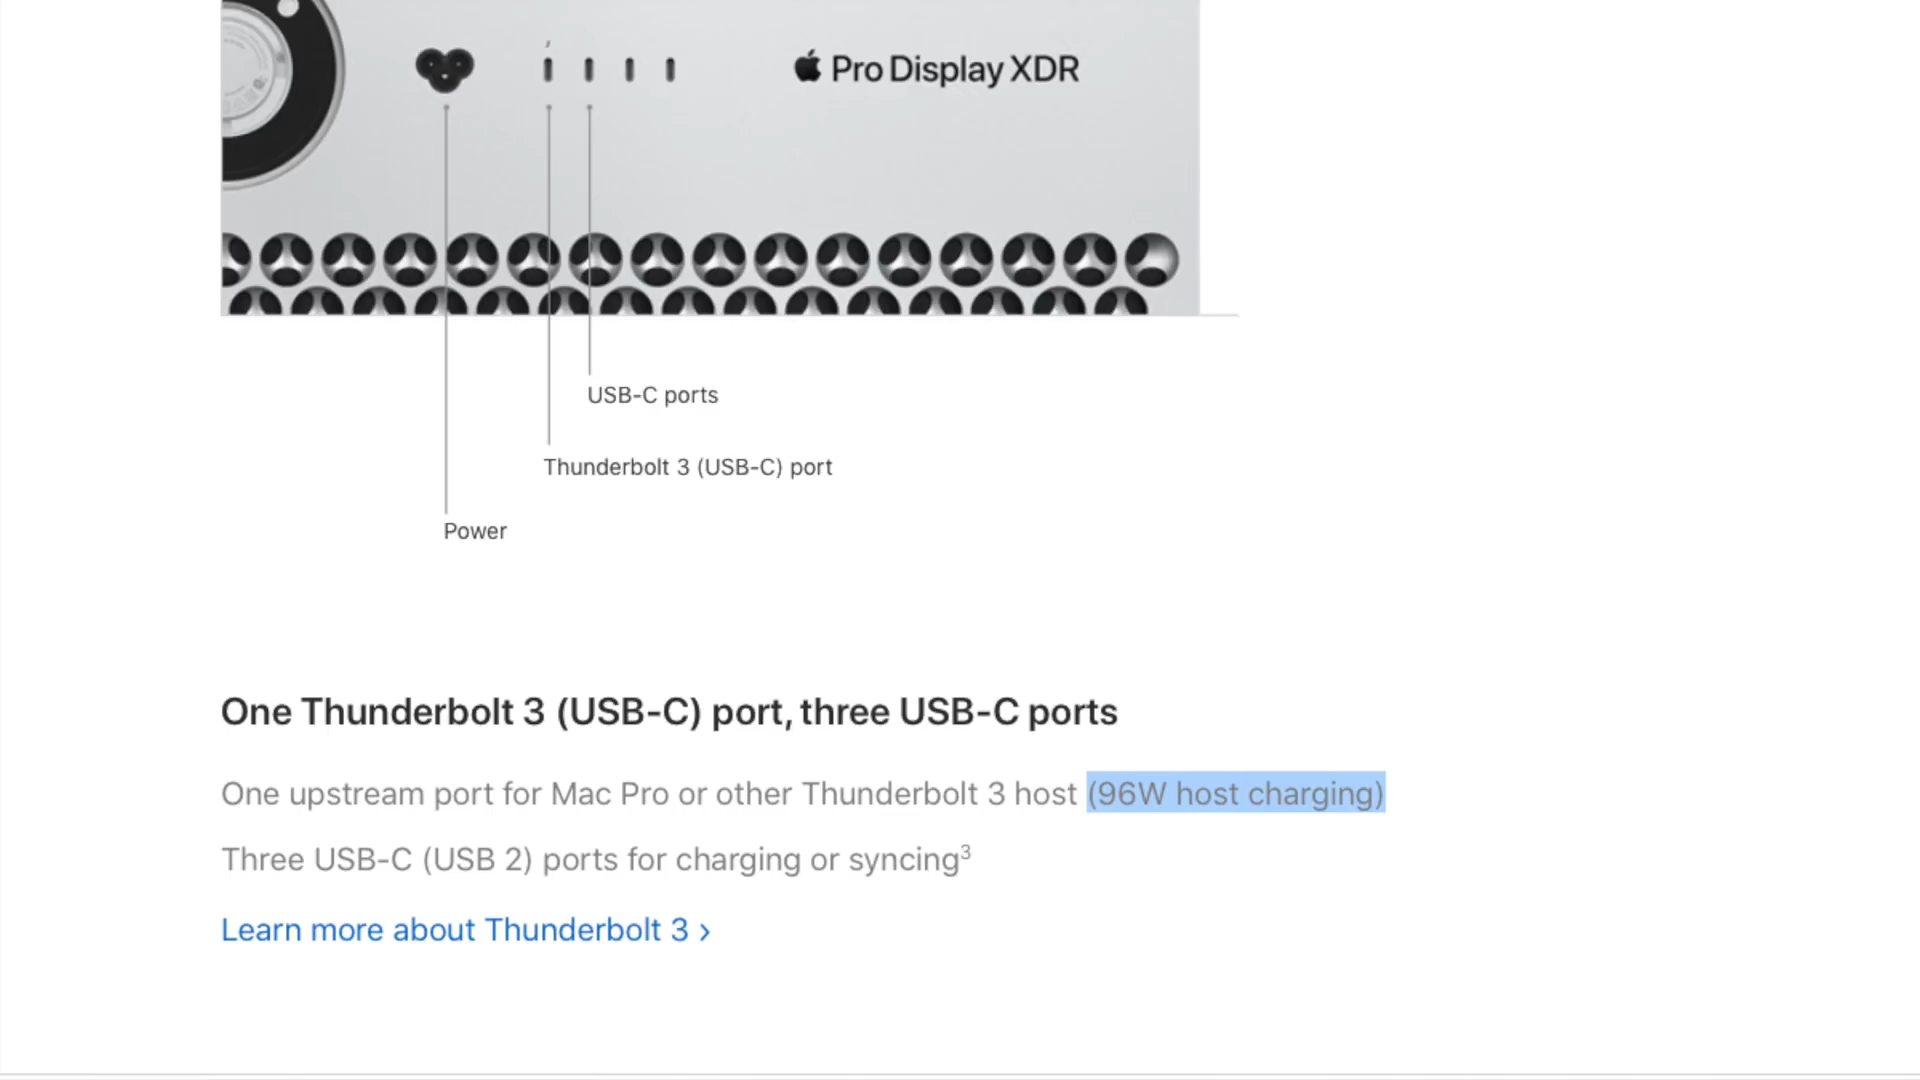 Pro Display XDR
USB-C ports
Thunderbolt 3 (USB-C) port
Power
One Thunderbolt 3 (USB-C) port, three USB-C ports
One upstream port for Mac Pro or other Thunderbolt 3 host (96W host charging)
Three USB-C (USB 2) ports for charging or syncing3
Learn more about Thunderbolt 3 ›